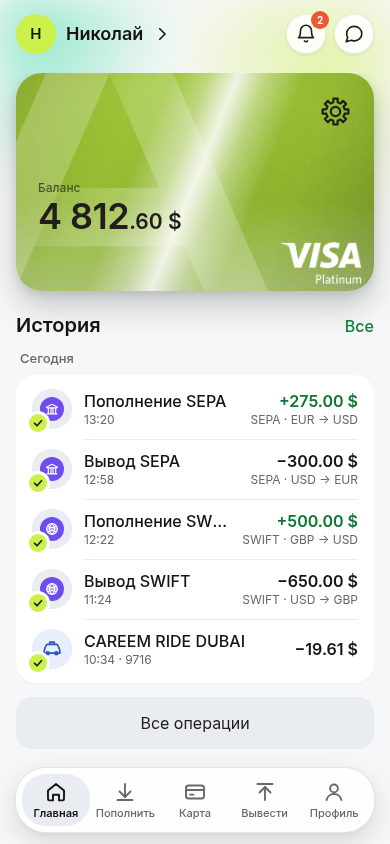 Н Николай
2
Баланс
4 812.60 $
VISA
Platinum
История
Все
Сегодня
Пополнение SEPA
+275.00 $
13:20
SEPA · EUR → USD
Вывод SEPA
−300.00 $
12:58
SEPA · USD → EUR
Пополнение SW...
+500.00 $
12:22
SWIFT · GBP → USD
Вывод SWIFT
−650.00 $
11:24
SWIFT · USD → GBP
CAREEM RIDE DUBAI
−19.61 $
10:34 · 9716
Все операции
Главная
Пополнить
Карта
Вывести
Профиль